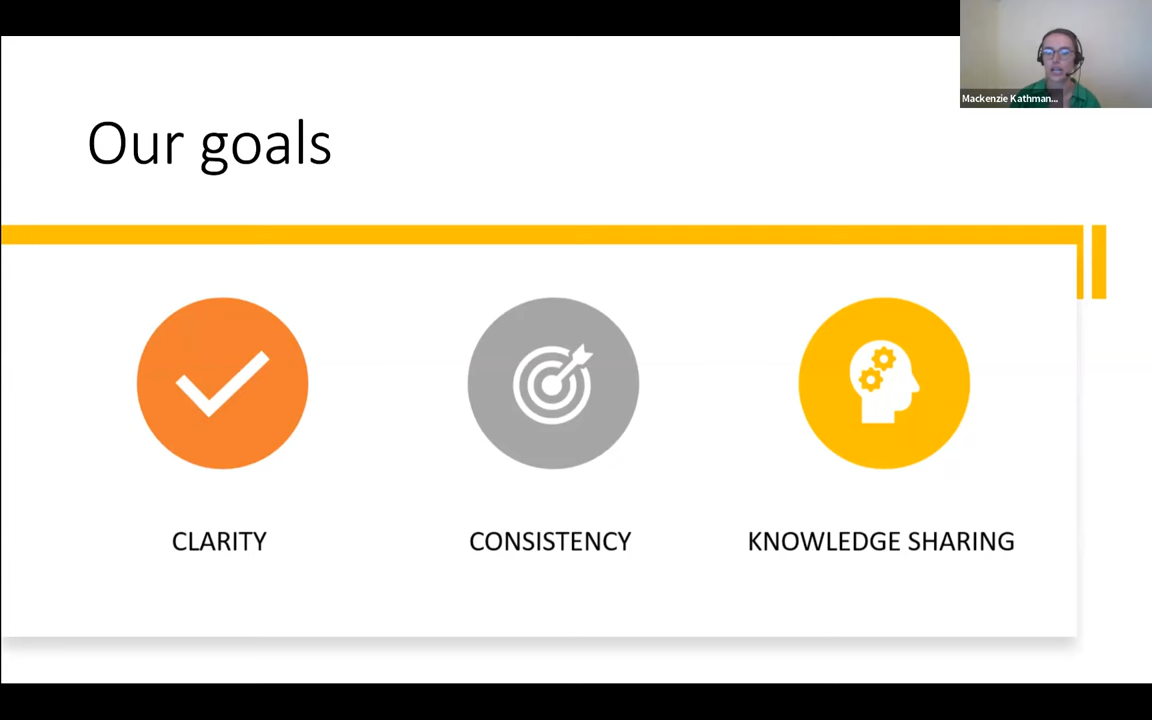 Mackenzie Kathman...
Our goals
CLARITY
CONSISTENCY
KNOWLEDGE SHARING